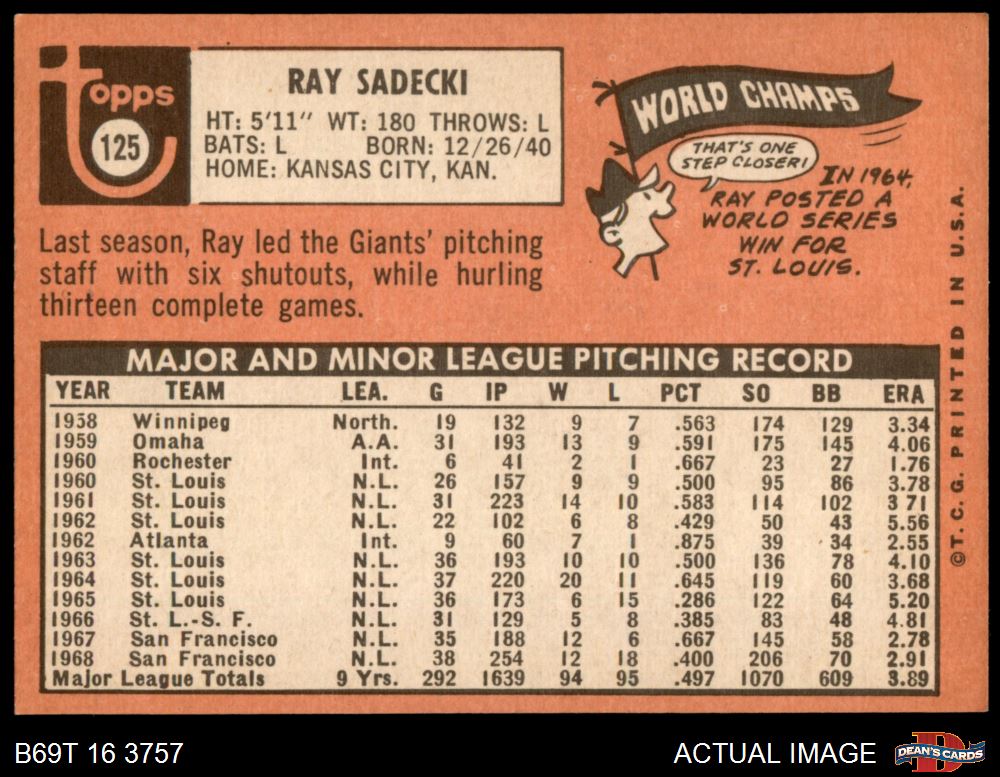 Topps
125
RAY SADECKI
HT: 5'11" WT: 180 THROWS: L
BATS: L BORN: 12/26/40
HOME: KANSAS CITY, KAN.
WORLD CHAMPS
THAT'S ONE
STEP CLOSER!
IN 1964,
RAY POSTED A
WORLD SERIES
WIN FOR
ST. LOUIS.
Last season, Ray led the Giants' pitching
staff with six shutouts, while hurling
thirteen complete games.
MAJOR AND MINOR LEAGUE PITCHING RECORD
YEAR TEAM LEA. G IP W L PCT SO BB ERA
1958 Winnipeg North. 19 132 9 7 .563 174 129 3.34
1959 Omaha A.A. 31 193 13 9 .591 175 145 4.06
1960 Rochester Int. 6 41 2 1 .667 23 27 1.76
1960 St. Louis N.L. 26 157 9 9 .500 95 86 3.78
1961 St. Louis N.L. 31 223 14 10 .583 114 102 3 71
1962 St. Louis N.L. 22 102 6 8 .429 50 43 5.56
1962 Atlanta Int. 9 60 7 1 .875 39 34 2.55
1963 St. Louis N.L. 36 193 10 10 .500 136 78 4.10
1964 St. Louis N.L. 37 220 20 11 .645 119 60 3.68
1965 St. Louis N.L. 36 173 6 15 .286 122 64 5.20
1966 St. L.-S. F. N.L. 31 129 5 8 .385 83 48 4.81
1967 San Francisco N.L. 35 188 12 6 .667 145 58 2.78
1968 San Francisco N.L. 38 254 12 18 .400 206 70 2.91
Major League Totals 9 Yrs. 292 1639 94 95 .497 1070 609 3.89
©T. C. G. PRINTED IN U.S.A.
B69T 16 3757
ACTUAL IMAGE
D
DEAN'S CARDS